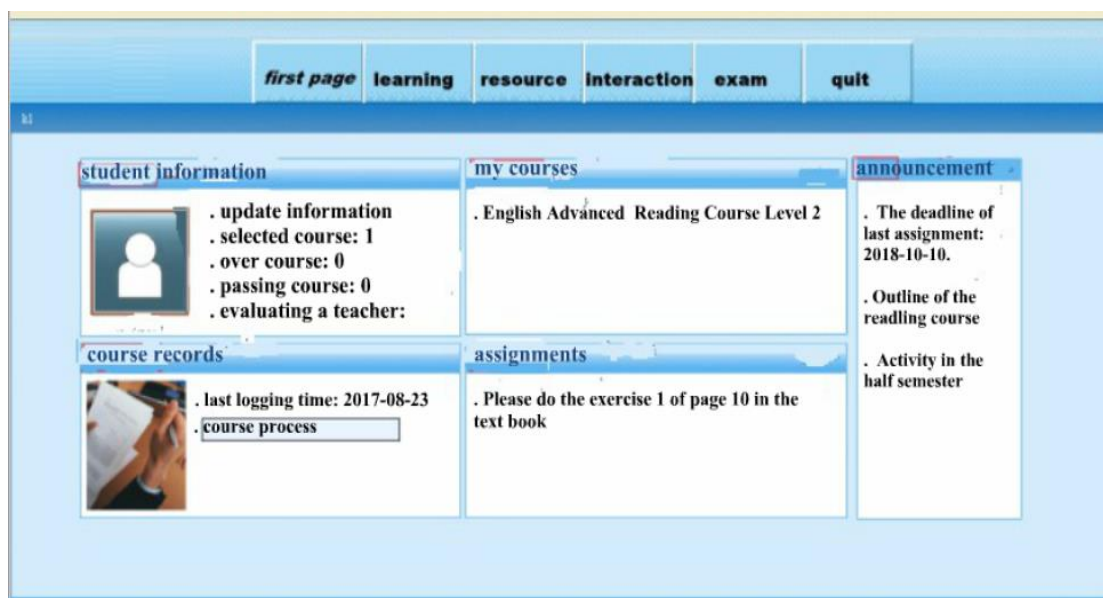 first page learning resource interaction exam quit
student information
. update information
. selected course: 1
. over course: 0
. passing course: 0
. evaluating a teacher:
my courses
. English Advanced Reading Course Level 2
announcement
. The deadline of
last assignment:
2018-10-10.
. Outline of the
readling course
. Activity in the
half semester
course records
. last logging time: 2017-08-23
. course process
assignments
. Please do the exercise 1 of page 10 in the
text book